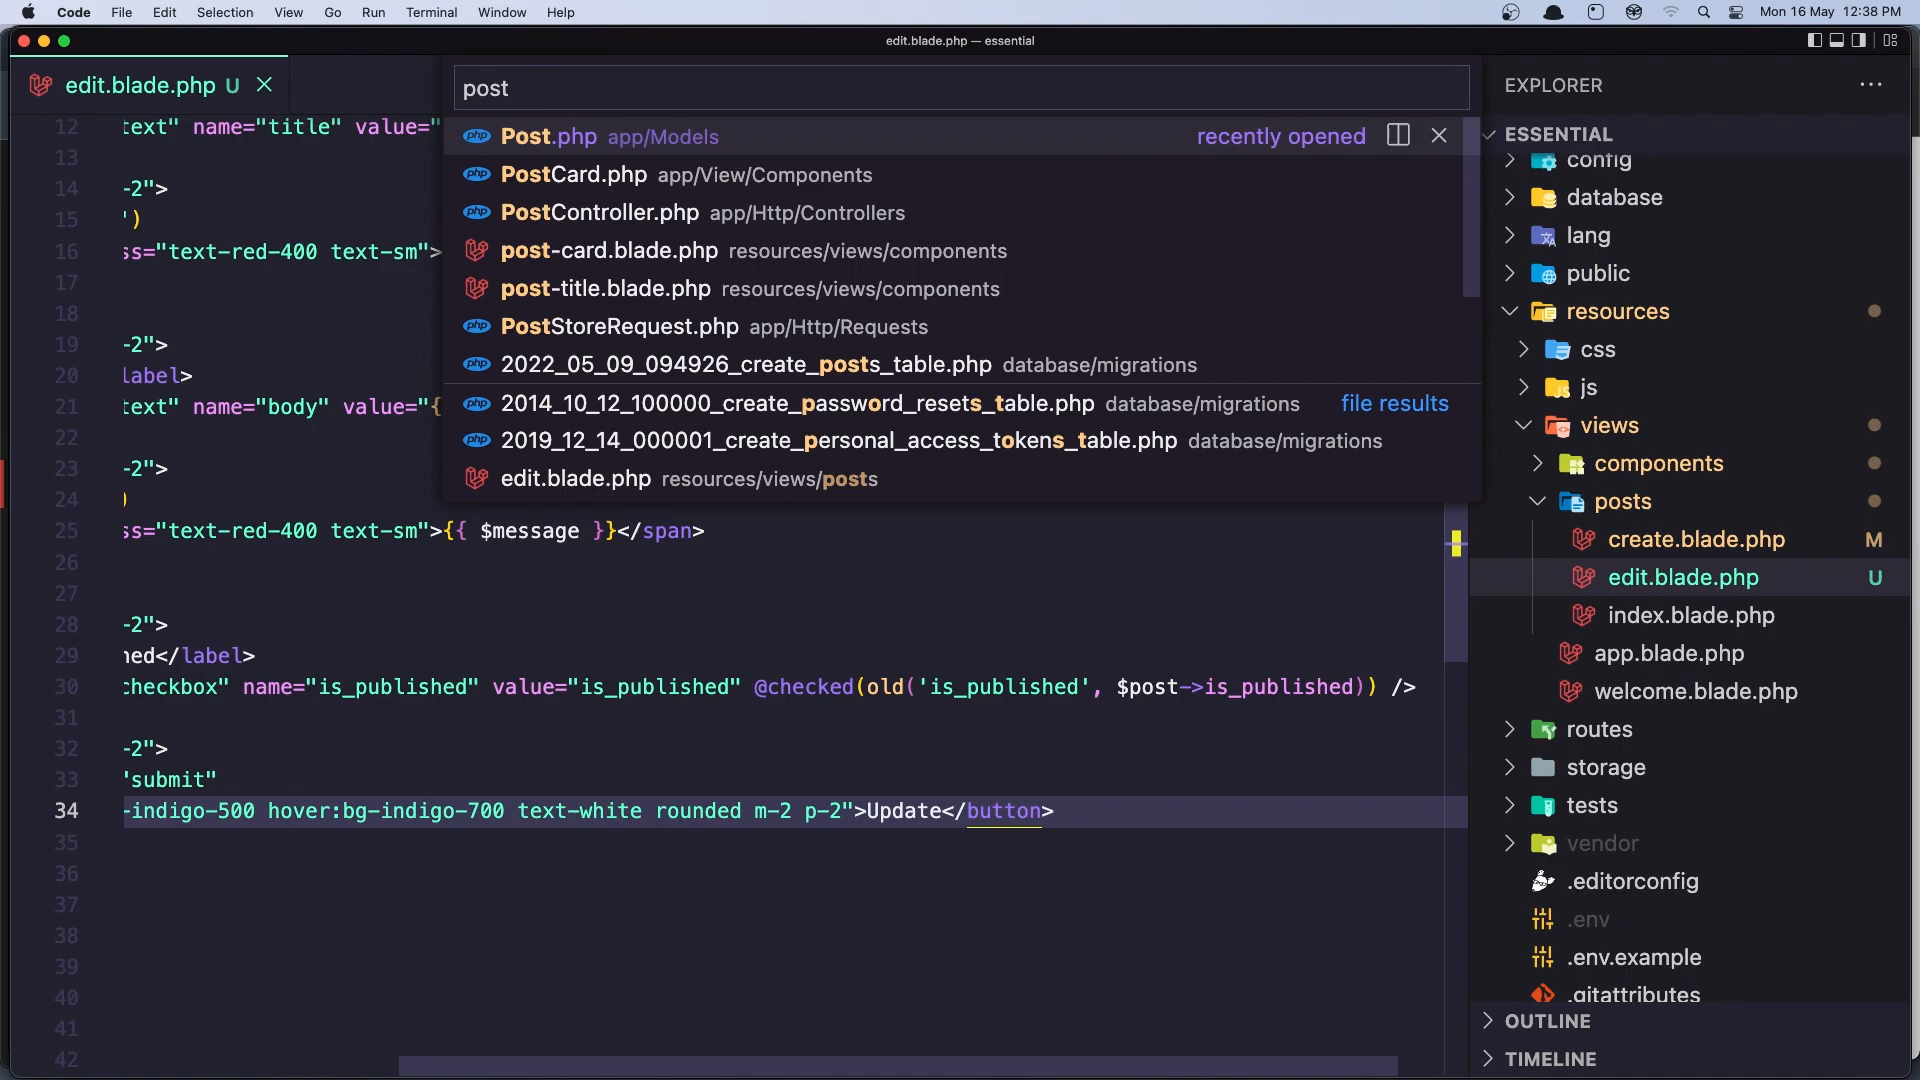 Code File Edit Selection View Go Run Terminal Window Help Mon 16 May 12:38 PM
edit.blade.php — essential
edit.blade.php U
post
EXPLORER
Post.php app/Models recently opened
PostCard.php app/View/Components
PostController.php app/Http/Controllers
post-card.blade.php resources/views/components
post-title.blade.php resources/views/components
PostStoreRequest.php app/Http/Requests
2022_05_09_094926_create_posts_table.php database/migrations
2014_10_12_100000_create_password_resets_table.php database/migrations file results
2019_12_14_000001_create_personal_access_tokens_table.php database/migrations
edit.blade.php resources/views/posts
12 text" name="title" value="
13
14 -2">
15 ')
16 ss="text-red-400 text-sm">
17
18
19 -2">
20 label>
21 text" name="body" value="{
22
23 -2">
24 )
25 ss="text-red-400 text-sm">{{ $message }}</span>
26
27
28 -2">
29 hed</label>
30 checkbox" name="is_published" value="is_published" @checked(old('is_published', $post->is_published)) />
31
32 -2">
33 "submit"
34 -indigo-500 hover:bg-indigo-700 text-white rounded m-2 p-2">Update</button>
35
36
37
38
39
40
41
42
ESSENTIAL
config
database
lang
public
resources
css
js
views
components
posts
create.blade.php M
edit.blade.php U
index.blade.php
app.blade.php
welcome.blade.php
routes
storage
tests
vendor
.editorconfig
.env
.env.example
.gitattributes
OUTLINE
TIMELINE